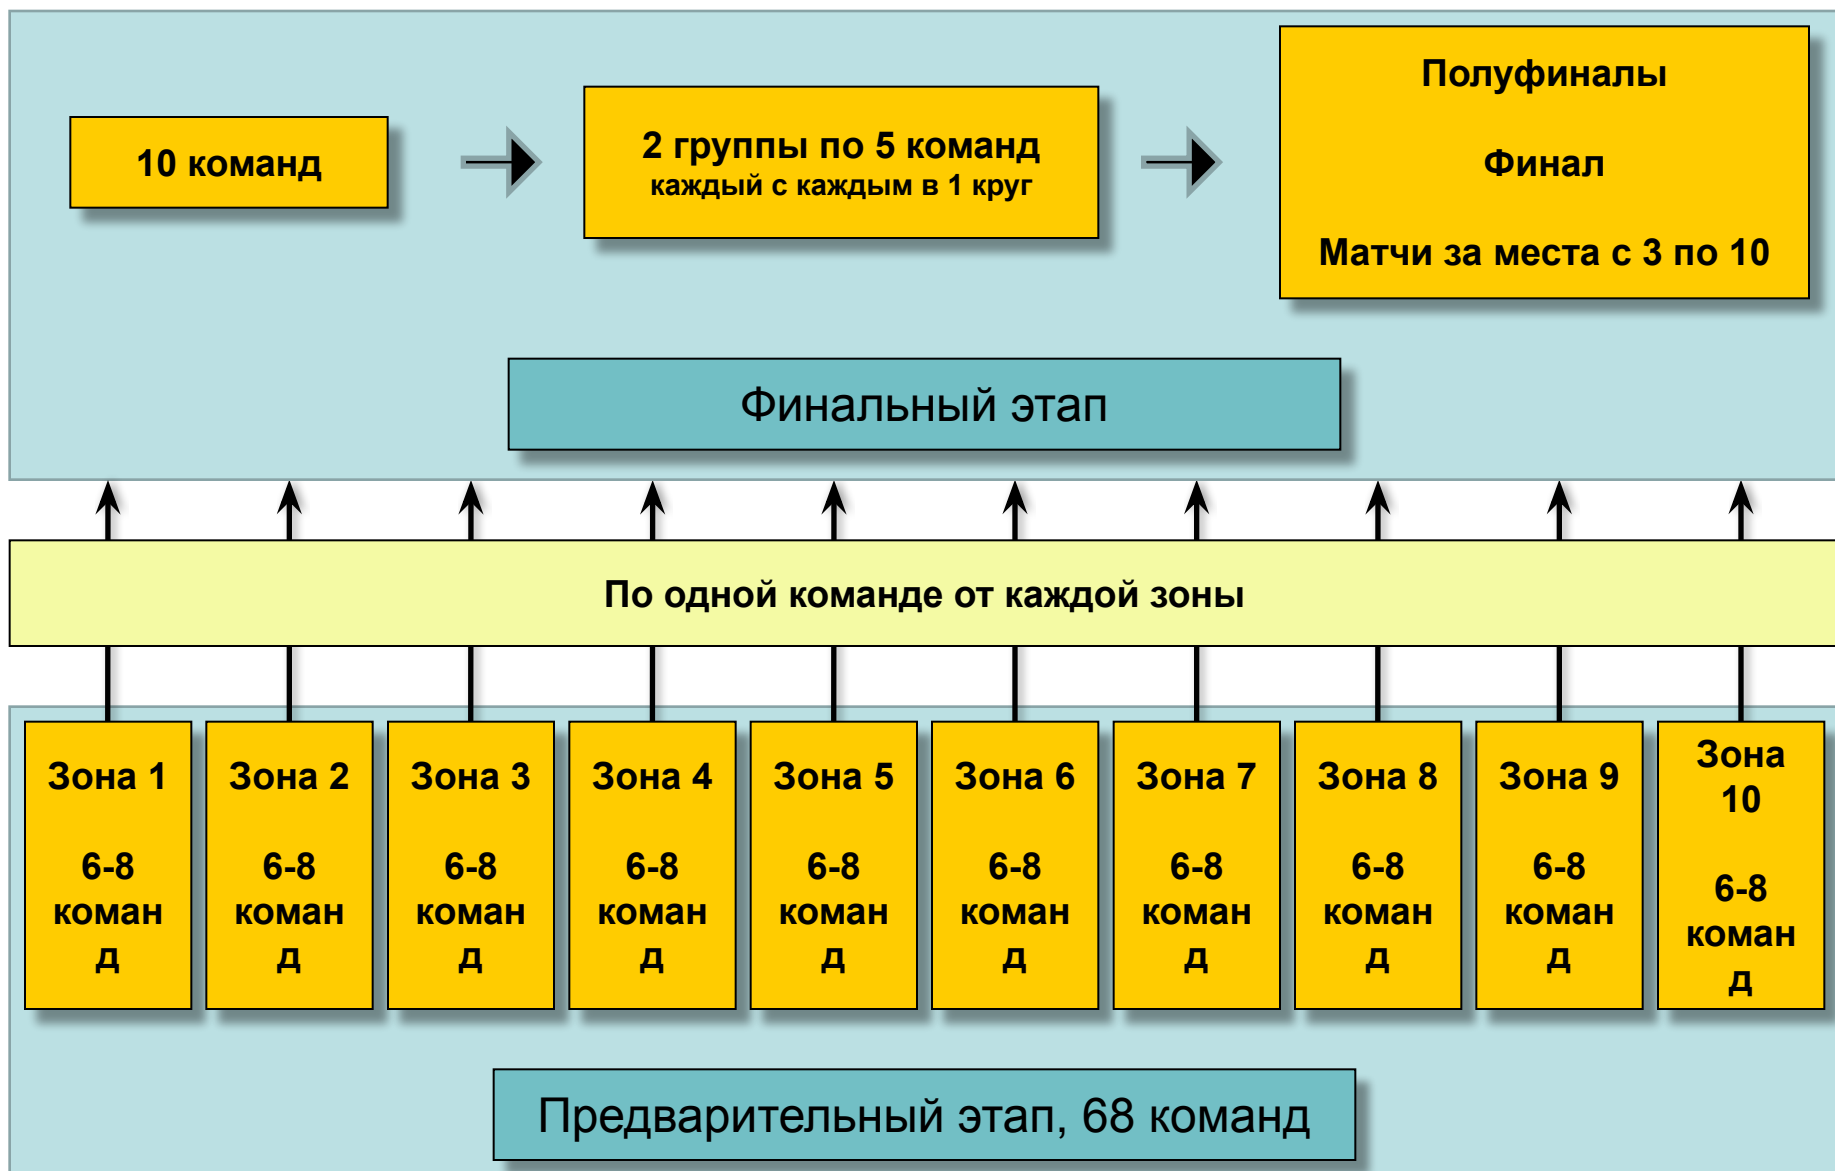 10 команд
2 группы по 5 команд
каждый с каждым в 1 круг
Полуфиналы
Финал
Матчи за места с 3 по 10
Финальный этап
По одной команде от каждой зоны
Зона 1
6-8
коман
д
Зона 2
6-8
коман
д
Зона 3
6-8
коман
д
Зона 4
6-8
коман
д
Зона 5
6-8
коман
д
Зона 6
6-8
коман
д
Зона 7
6-8
коман
д
Зона 8
6-8
коман
д
Зона 9
6-8
коман
д
Зона
10
6-8
коман
д
Предварительный этап, 68 команд